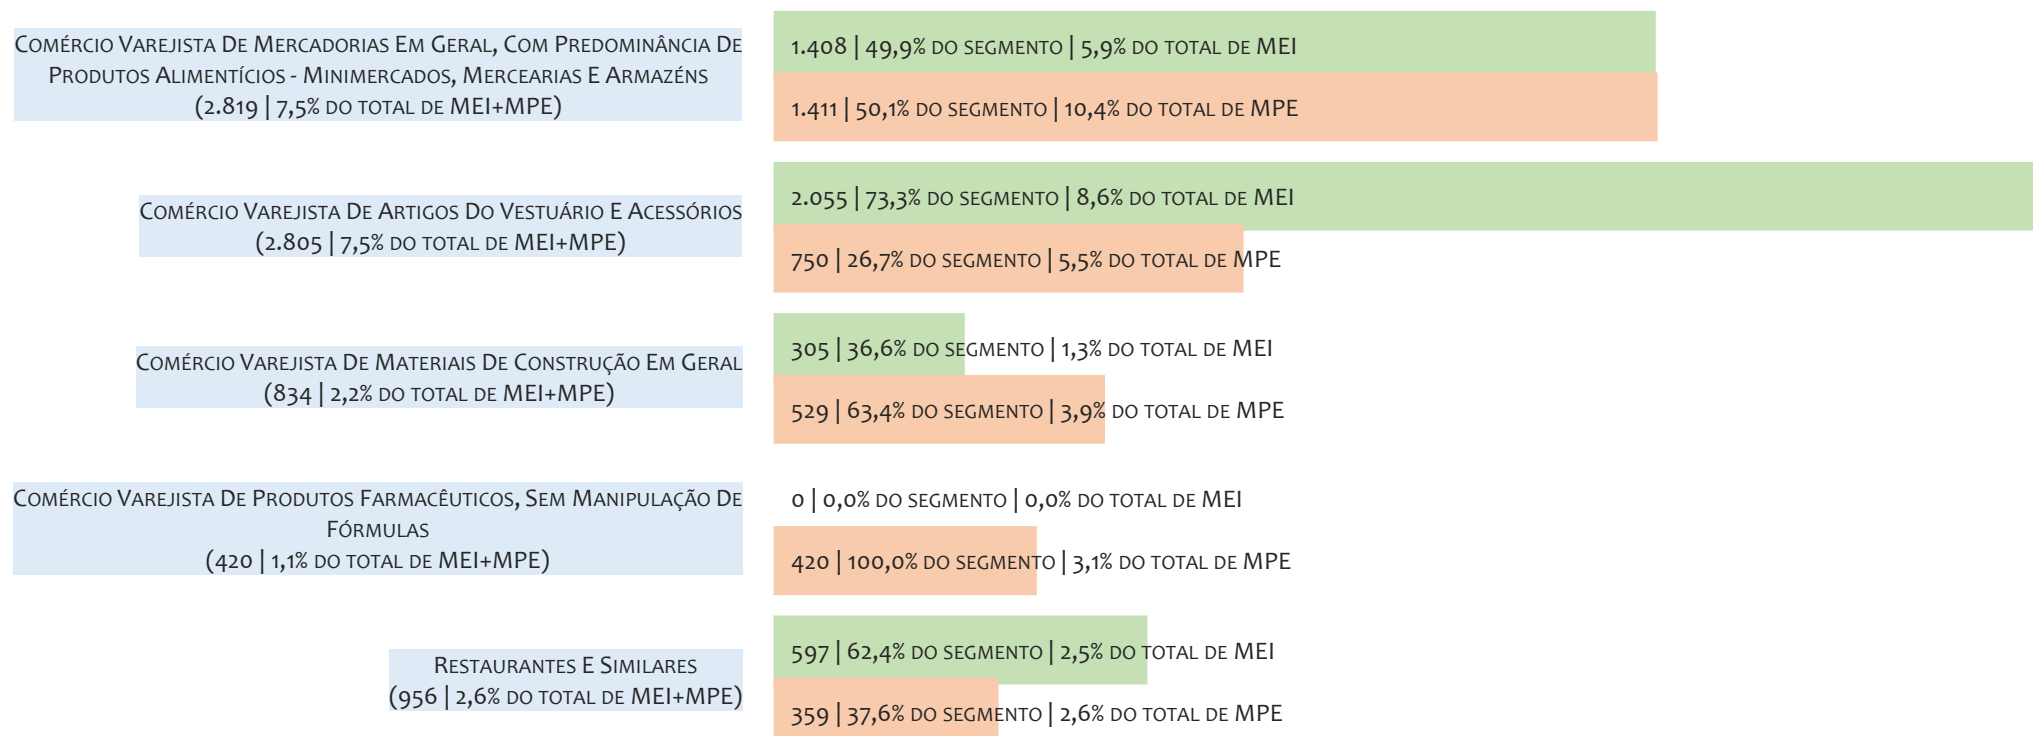 Comércio Varejista De Mercadorias Em Geral, Com Predominância De
Produtos Alimentícios - Minimercados, Mercearias E Armazéns
(2.819 | 7,5% do total de MEI+MPE)
1.408 | 49,9% do segmento | 5,9% do total de MEI
1.411 | 50,1% do segmento | 10,4% do total de MPE
Comércio Varejista De Artigos Do Vestuário E Acessórios
(2.805 | 7,5% do total de MEI+MPE)
2.055 | 73,3% do segmento | 8,6% do total de MEI
750 | 26,7% do segmento | 5,5% do total de MPE
Comércio Varejista De Materiais De Construção Em Geral
(834 | 2,2% do total de MEI+MPE)
305 | 36,6% do segmento | 1,3% do total de MEI
529 | 63,4% do segmento | 3,9% do total de MPE
Comércio Varejista De Produtos Farmacêuticos, Sem Manipulação De
Fórmulas
(420 | 1,1% do total de MEI+MPE)
0 | 0,0% do segmento | 0,0% do total de MEI
420 | 100,0% do segmento | 3,1% do total de MPE
Restaurantes E Similares
(956 | 2,6% do total de MEI+MPE)
597 | 62,4% do segmento | 2,5% do total de MEI
359 | 37,6% do segmento | 2,6% do total de MPE